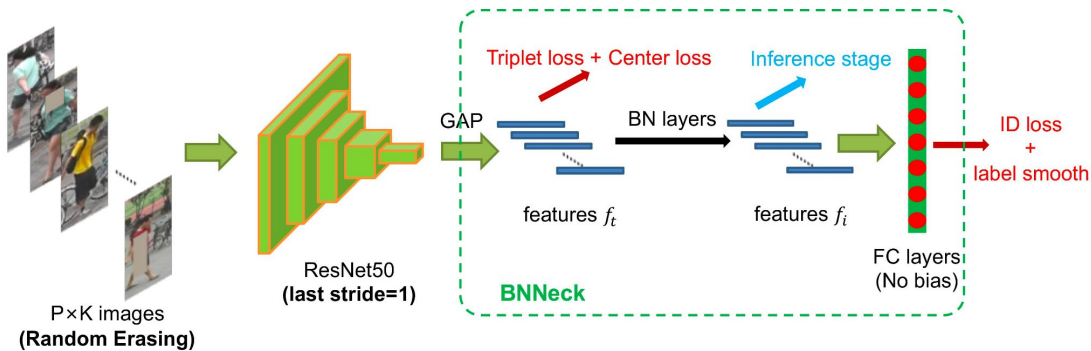 P×K images
(Random Erasing)
ResNet50
(last stride=1)
GAP
Triplet loss + Center loss
features f_t
BN layers
Inference stage
features f_i
BNNeck
FC layers
(No bias)
ID loss
+
label smooth